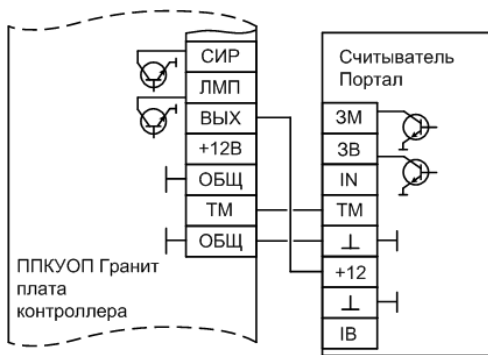 СИР
ЛМП
ВЫХ
+12В
ОБЩ
ТМ
ОБЩ
ППКУОП Гранит
плата
контроллера
Считыватель
Портал
ЗМ
ЗВ
IN
ТМ
⊥
+12
⊥
IB